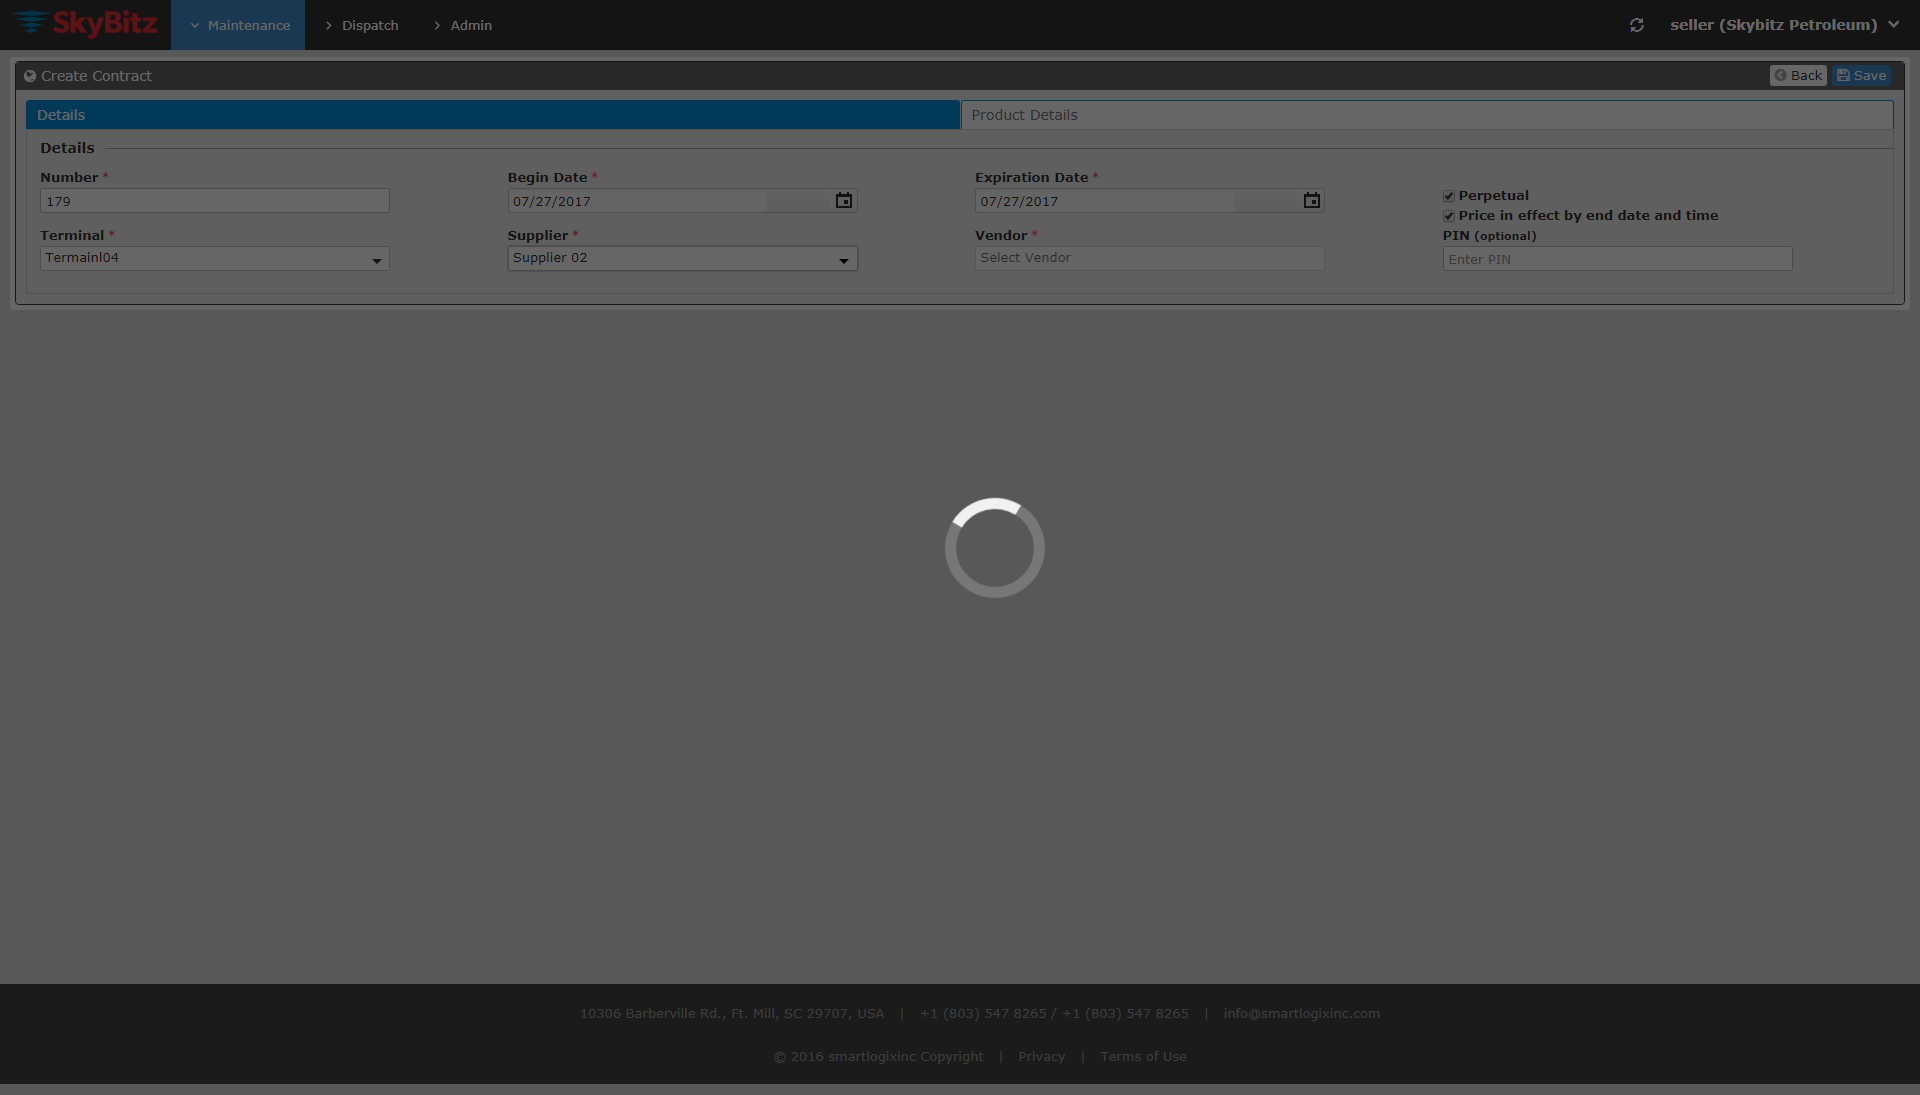 SkyBitz Maintenance Dispatch Admin seller (Skybitz Petroleum)
Create Contract Back Save
Details Product Details
Details
Number * Begin Date * Expiration Date *
179 07/27/2017 07/27/2017 Perpetual
Price in effect by end date and time
Terminal * Supplier * Vendor * PIN (optional)
Termainl04 Supplier 02 Select Vendor Enter PIN
10306 Barberville Rd., Ft. Mill, SC 29707, USA | +1 (803) 547 8265 / +1 (803) 547 8265 | info@smartlogixinc.com
© 2016 smartlogixinc Copyright | Privacy | Terms of Use